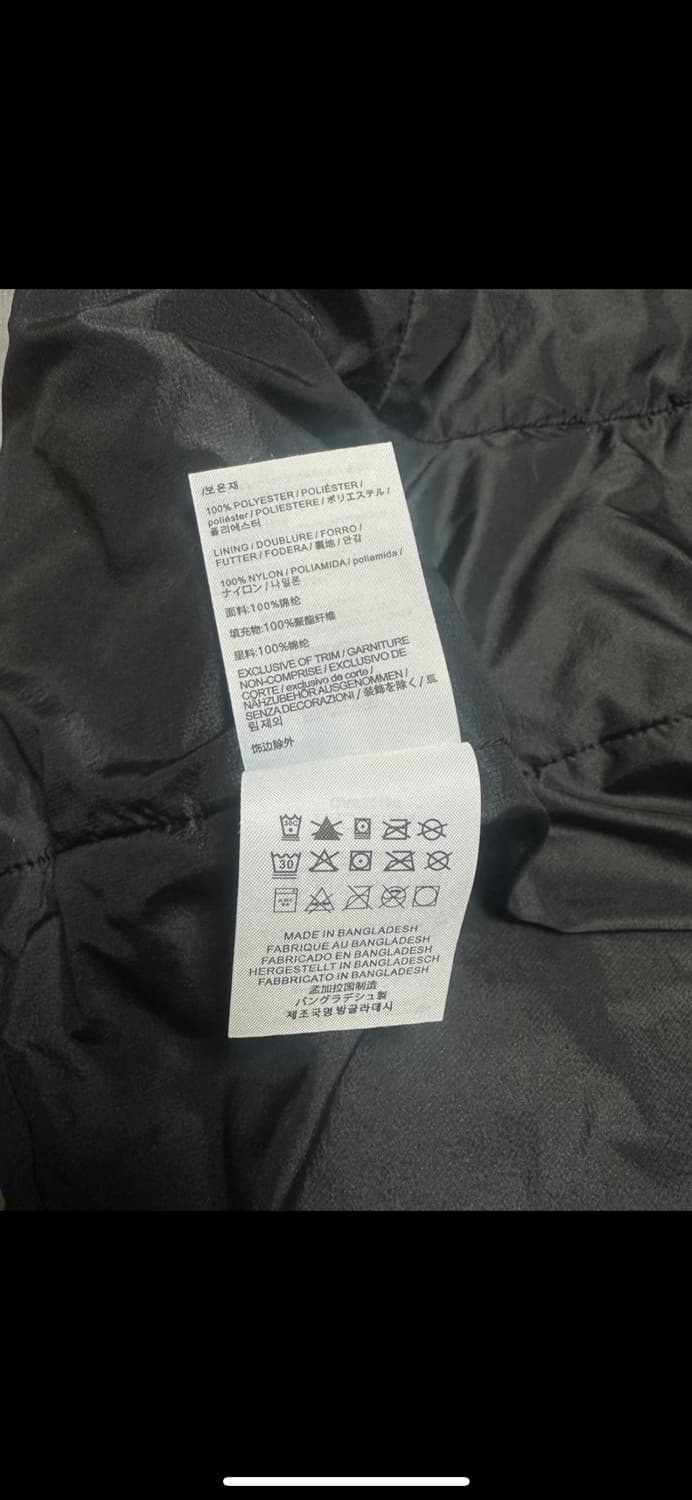 /보온재
100% POLYESTER / POLIÉSTER /
poliéster / POLIESTERE / ポリエステル /
폴리에스터
LINING / DOUBLURE / FORRO /
FUTTER / FODERA / 裏地 / 안감
100% NYLON / POLIAMIDA / poliamida /
ナイロン / 나일론
面料:100%锦纶
填充物:100%聚酯纤维
里料:100%锦纶
EXCLUSIVE OF TRIM / GARNITURE
NON-COMPRISE / EXCLUSIVO DE
CORTE / exclusivo de corte /
NÄHZUBEHÖR AUSGENOMMEN /
SENZA DECORAZIONI / 装飾を除く / 트
림 제외
饰边除外
30C
30
MADE IN BANGLADESH
FABRIQUE AU BANGLADESH
FABRICADO EN BANGLADESH
HERGESTELLT IN BANGLADESCH
FABBRICATO IN BANGLADESH
孟加拉国制造
バングラデシュ製
제조국명 방글라데시